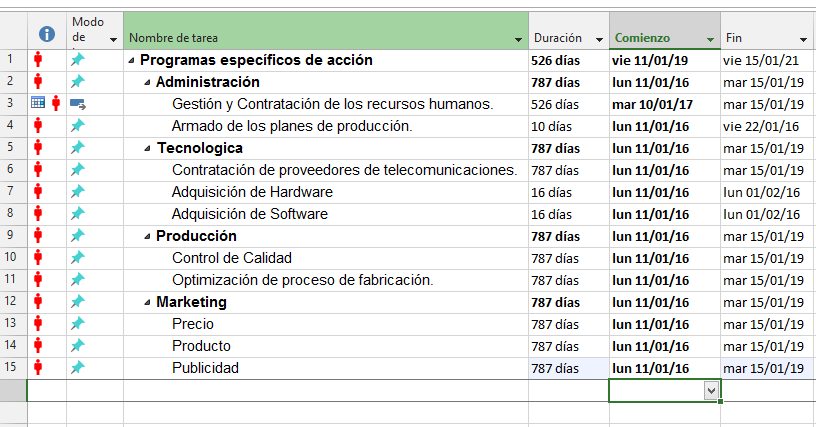 Modo de Nombre de tarea Duración Comienzo Fin
1 Programas específicos de acción 526 días vie 11/01/19 vie 15/01/21
2 Administración 787 días lun 11/01/16 mar 15/01/19
3 Gestión y Contratación de los recursos humanos. 526 días mar 10/01/17 mar 15/01/19
4 Armado de los planes de producción. 10 días lun 11/01/16 vie 22/01/16
5 Tecnologica 787 días lun 11/01/16 mar 15/01/19
6 Contratación de proveedores de telecomunicaciones. 787 días lun 11/01/16 mar 15/01/19
7 Adquisición de Hardware 16 días lun 11/01/16 lun 01/02/16
8 Adquisición de Software 16 días lun 11/01/16 lun 01/02/16
9 Producción 787 días lun 11/01/16 mar 15/01/19
10 Control de Calidad 787 días lun 11/01/16 mar 15/01/19
11 Optimización de proceso de fabricación. 787 días lun 11/01/16 mar 15/01/19
12 Marketing 787 días lun 11/01/16 mar 15/01/19
13 Precio 787 días lun 11/01/16 mar 15/01/19
14 Producto 787 días lun 11/01/16 mar 15/01/19
15 Publicidad 787 días lun 11/01/16 mar 15/01/19